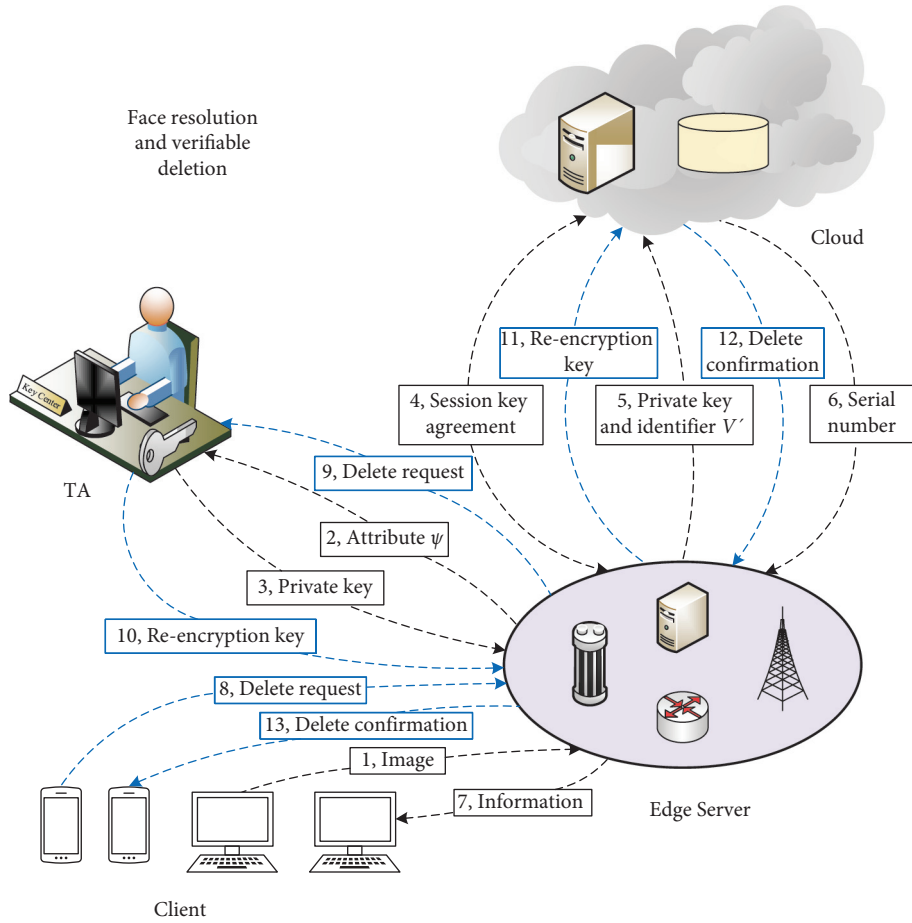 Face resolution
and verifiable
deletion
Cloud
11, Re-encryption
key
12, Delete
confirmation
4, Session key
agreement
5, Private key
and identifier V′
6, Serial
number
Key Center
TA
9, Delete request
2, Attribute ψ
3, Private key
10, Re-encryption key
8, Delete request
13, Delete confirmation
1, Image
7, Information
Edge Server
Client